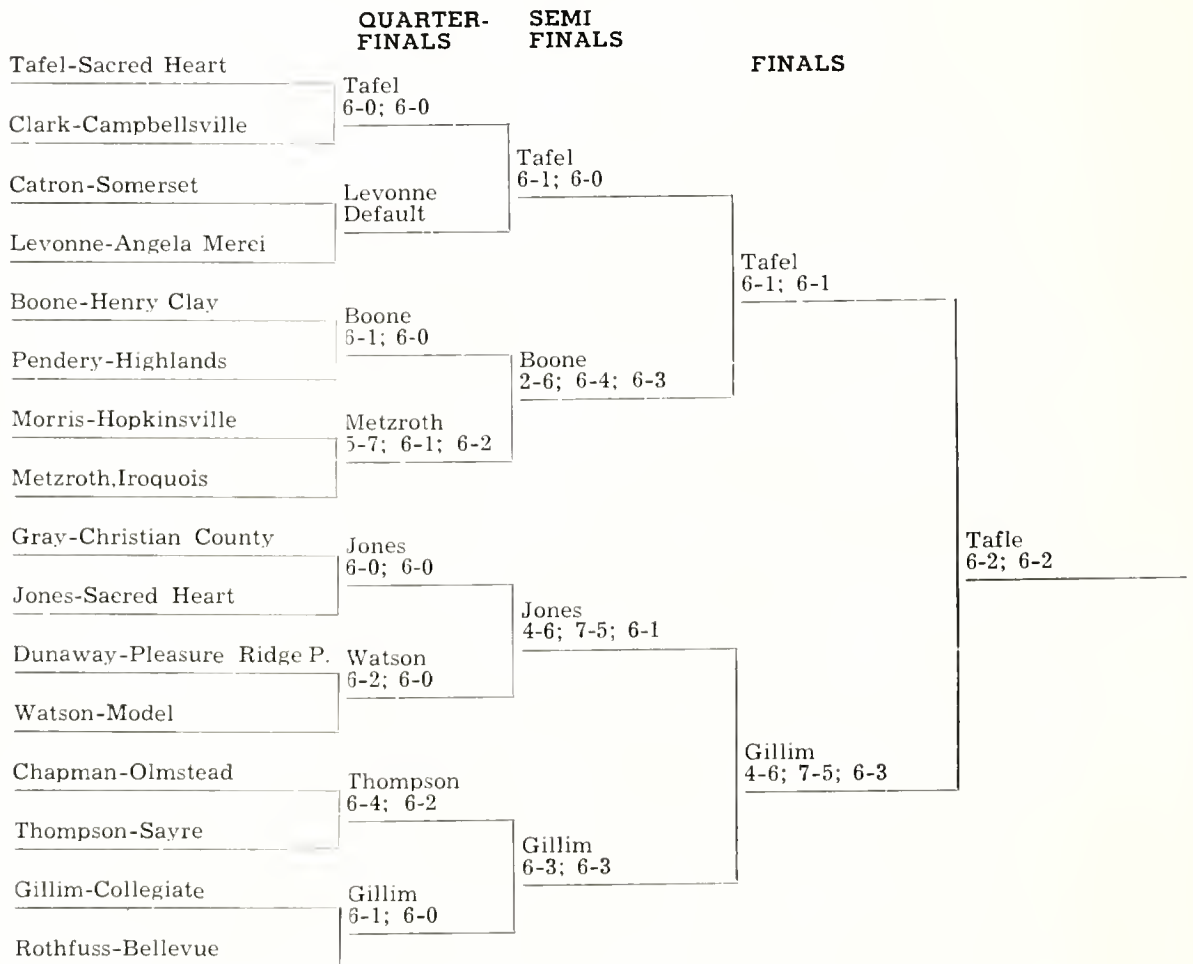 QUARTER-
FINALS
SEMI
FINALS
FINALS
Tafel-Sacred Heart
Clark-Campbellsville
Catron-Somerset
Levonne-Angela Merci
Boone-Henry Clay
Pendery-Highlands
Morris-Hopkinsville
Metzroth,Iroquois
Gray-Christian County
Jones-Sacred Heart
Dunaway-Pleasure Ridge P.
Watson-Model
Chapman-Olmstead
Thompson-Sayre
Gillim-Collegiate
Rothfuss-Bellevue
Tafel
6-0; 6-0
Levonne
Default
Boone
6-1; 6-0
Metzroth
5-7; 6-1; 6-2
Jones
6-0; 6-0
Watson
6-2; 6-0
Thompson
6-4; 6-2
Gillim
6-1; 6-0
Tafel
6-1; 6-0
Boone
2-6; 6-4; 6-3
Jones
4-6; 7-5; 6-1
Gillim
6-3; 6-3
Tafel
6-1; 6-1
Gillim
4-6; 7-5; 6-3
Tafle
6-2; 6-2